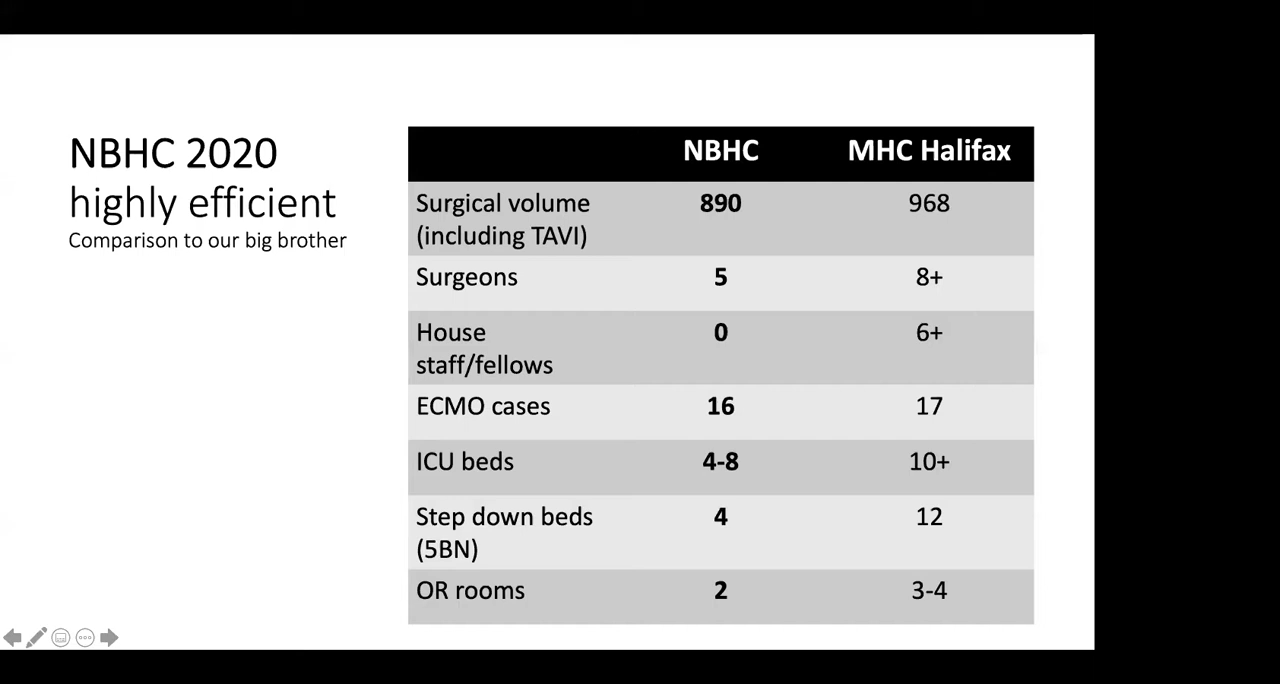 NBHC 2020
highly efficient
Comparison to our big brother
NBHC MHC Halifax
Surgical volume 890 968
(including TAVI)
Surgeons 5 8+
House 0 6+
staff/fellows
ECMO cases 16 17
ICU beds 4-8 10+
Step down beds 4 12
(5BN)
OR rooms 2 3-4